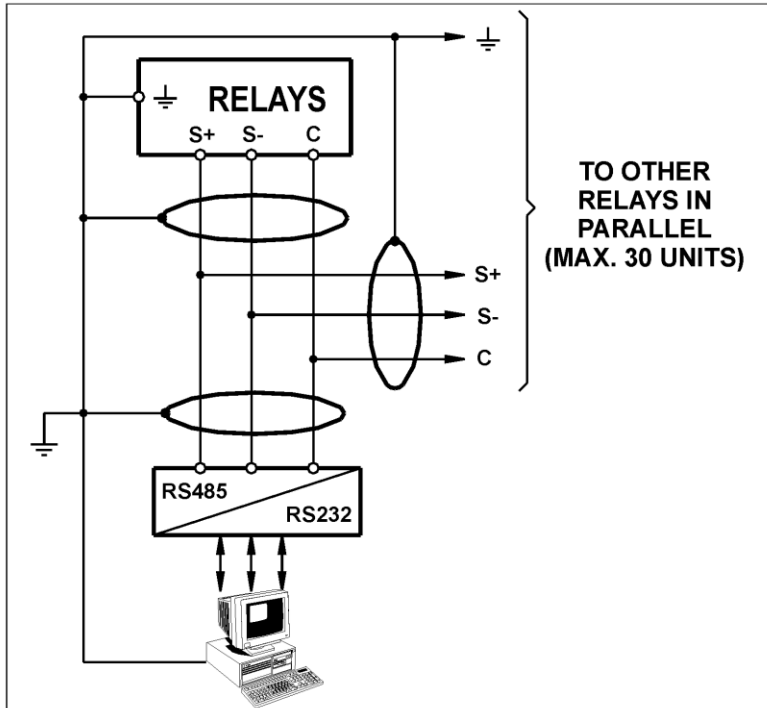 RELAYS
S+ S- C
TO OTHER
RELAYS IN
PARALLEL
(MAX. 30 UNITS)
S+
S-
C
RS485
RS232